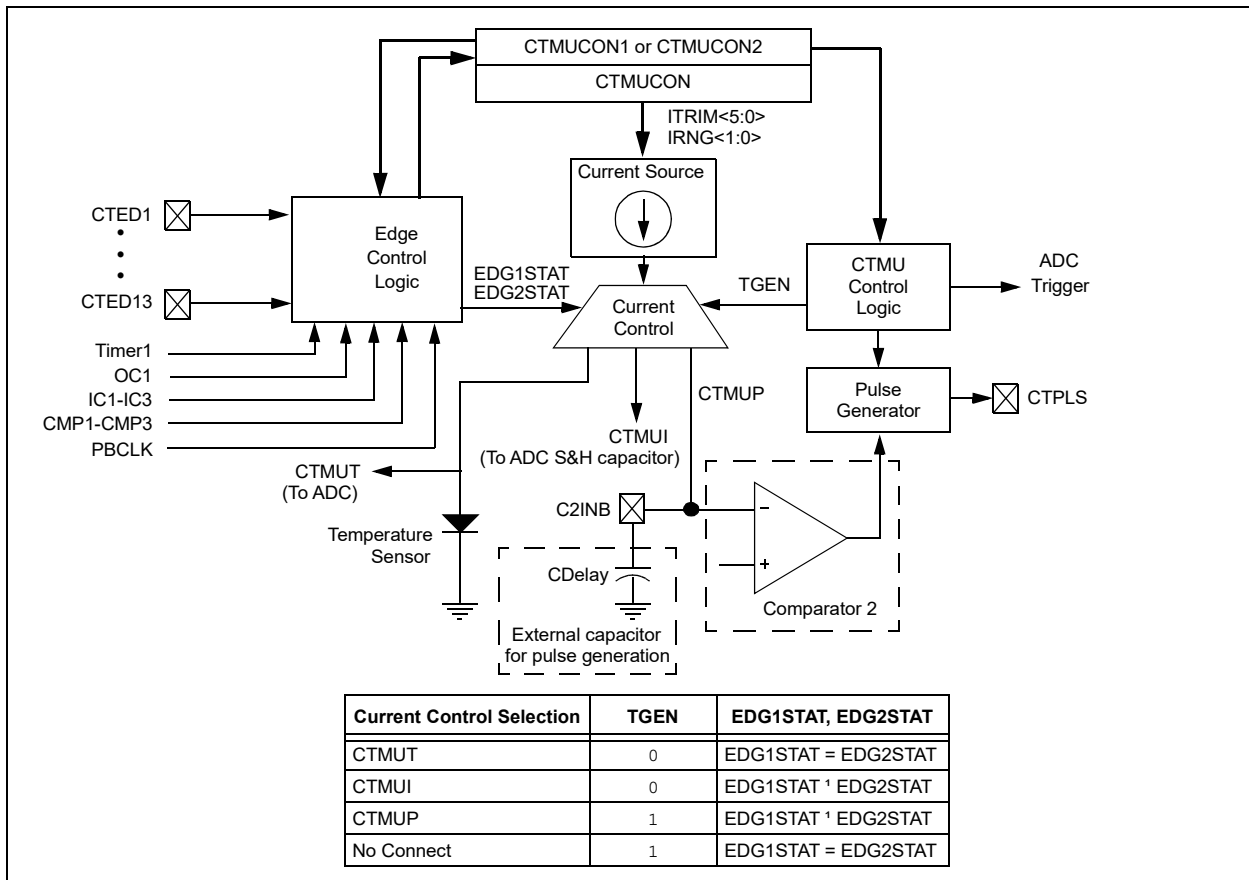 CTMUCON1 or CTMUCON2
CTMUCON
ITRIM<5:0>
IRNG<1:0>
Current Source
CTED1
CTED13
Edge
Control
Logic
EDG1STAT
EDG2STAT
Current
Control
TGEN
CTMU
Control
Logic
ADC
Trigger
Timer1
OC1
IC1-IC3
CMP1-CMP3
PBCLK
CTMUP
Pulse
Generator
CTPLS
CTMUI
(To ADC S&H capacitor)
CTMUT
(To ADC)
C2INB
Temperature
Sensor
CDelay
–
+
Comparator 2
External capacitor
for pulse generation
Current Control Selection TGEN EDG1STAT, EDG2STAT
CTMUT 0 EDG1STAT = EDG2STAT
CTMUI 0 EDG1STAT ¹ EDG2STAT
CTMUP 1 EDG1STAT ¹ EDG2STAT
No Connect 1 EDG1STAT = EDG2STAT